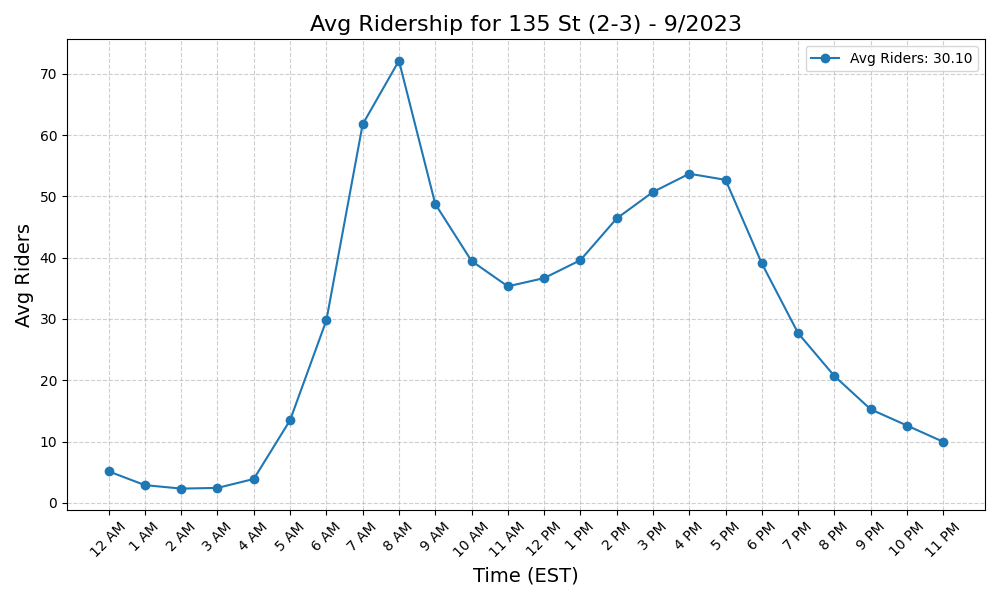 Avg Ridership for 135 St (2-3) - 9/2023
Avg Riders: 30.10
Avg Riders
70
60
50
40
30
20
10
0
12 AM
1 AM
2 AM
3 AM
4 AM
5 AM
6 AM
7 AM
8 AM
9 AM
10 AM
11 AM
12 PM
1 PM
2 PM
3 PM
4 PM
5 PM
6 PM
7 PM
8 PM
9 PM
10 PM
11 PM
Time (EST)